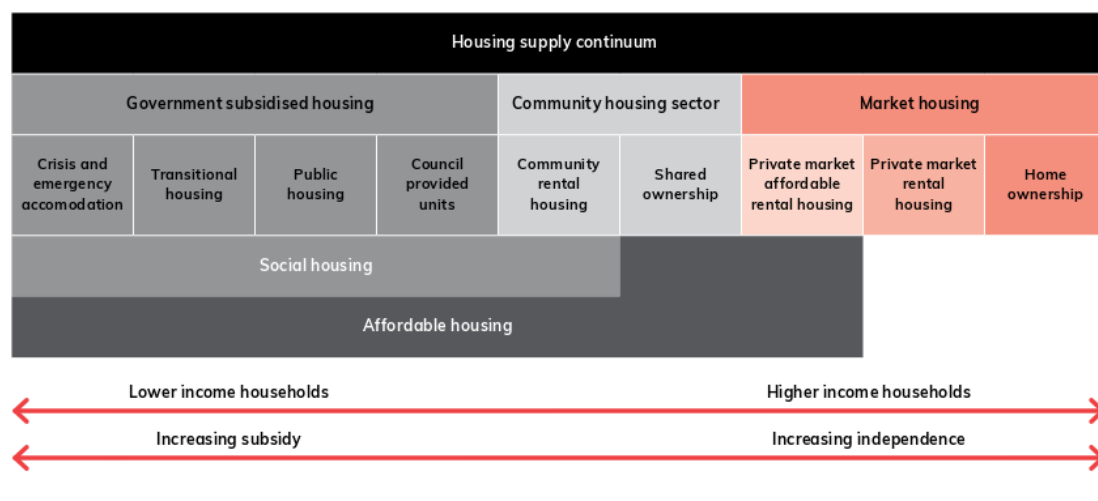 Housing supply continuum
Government subsidised housing
Community housing sector
Market housing
Crisis and
emergency
accomodation
Transitional
housing
Public
housing
Council
provided
units
Community
rental
housing
Shared
ownership
Private market
affordable
rental housing
Private market
rental
housing
Home
ownership
Social housing
Affordable housing
Lower income households
Higher income households
Increasing subsidy
Increasing independence